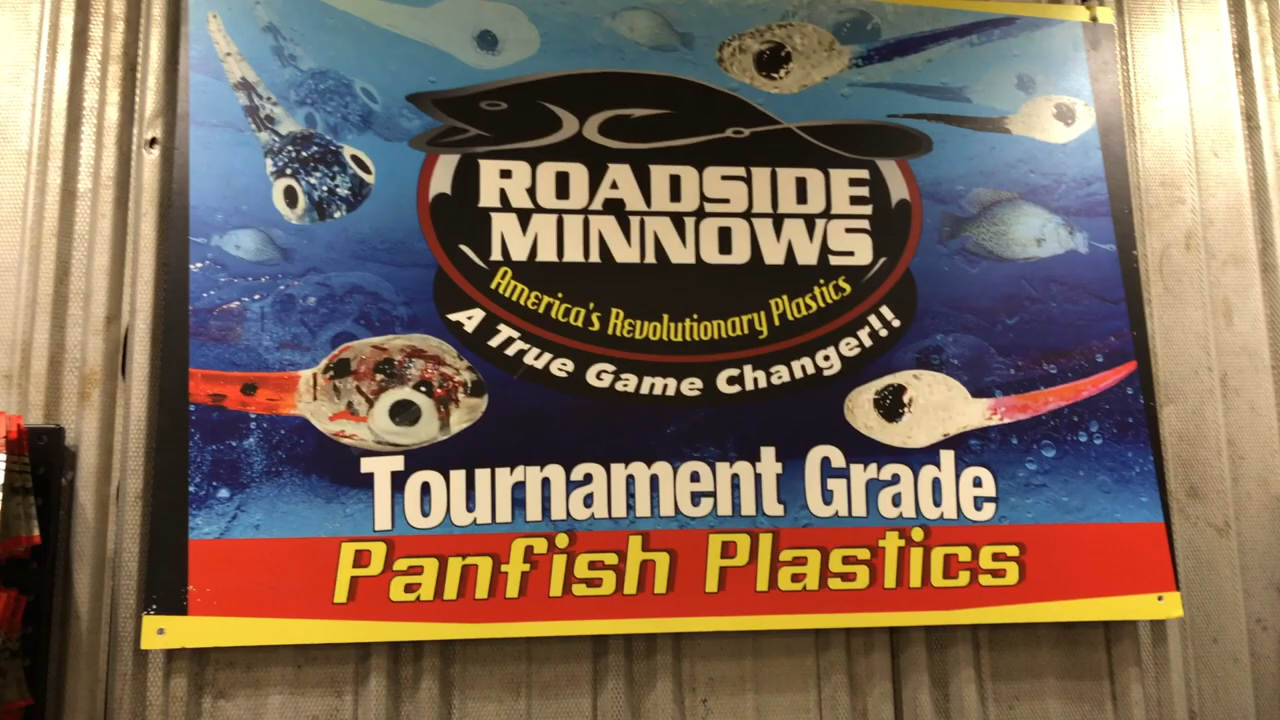 ROADSIDE
MINNOWS
America's Revolutionary Plastics
A True Game Changer!!
Tournament Grade
Panfish Plastics